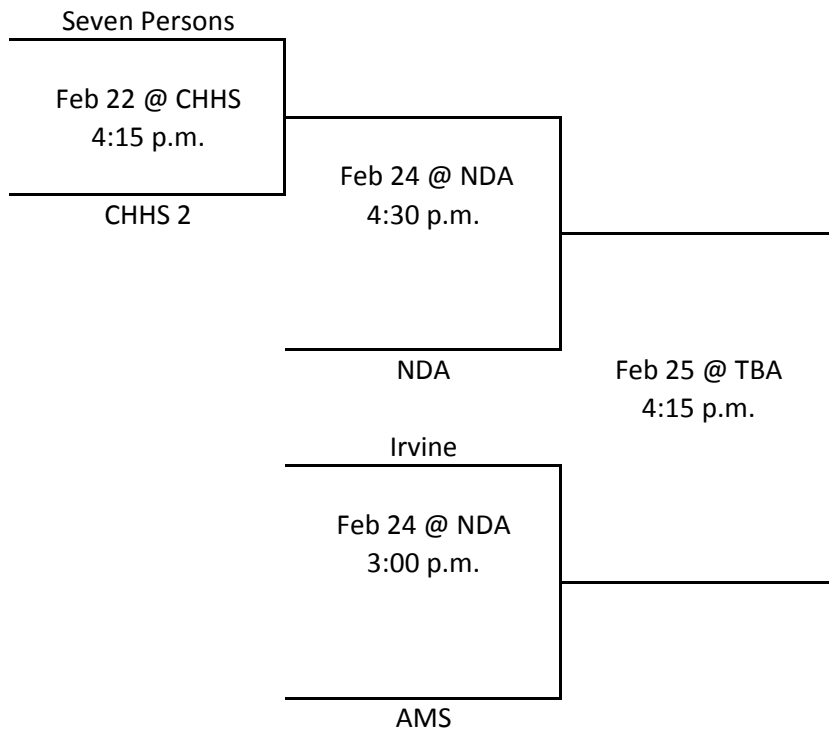 Seven Persons
Feb 22 @ CHHS
4:15 p.m.
CHHS 2
Feb 24 @ NDA
4:30 p.m.
NDA
Feb 25 @ TBA
4:15 p.m.
Irvine
Feb 24 @ NDA
3:00 p.m.
AMS